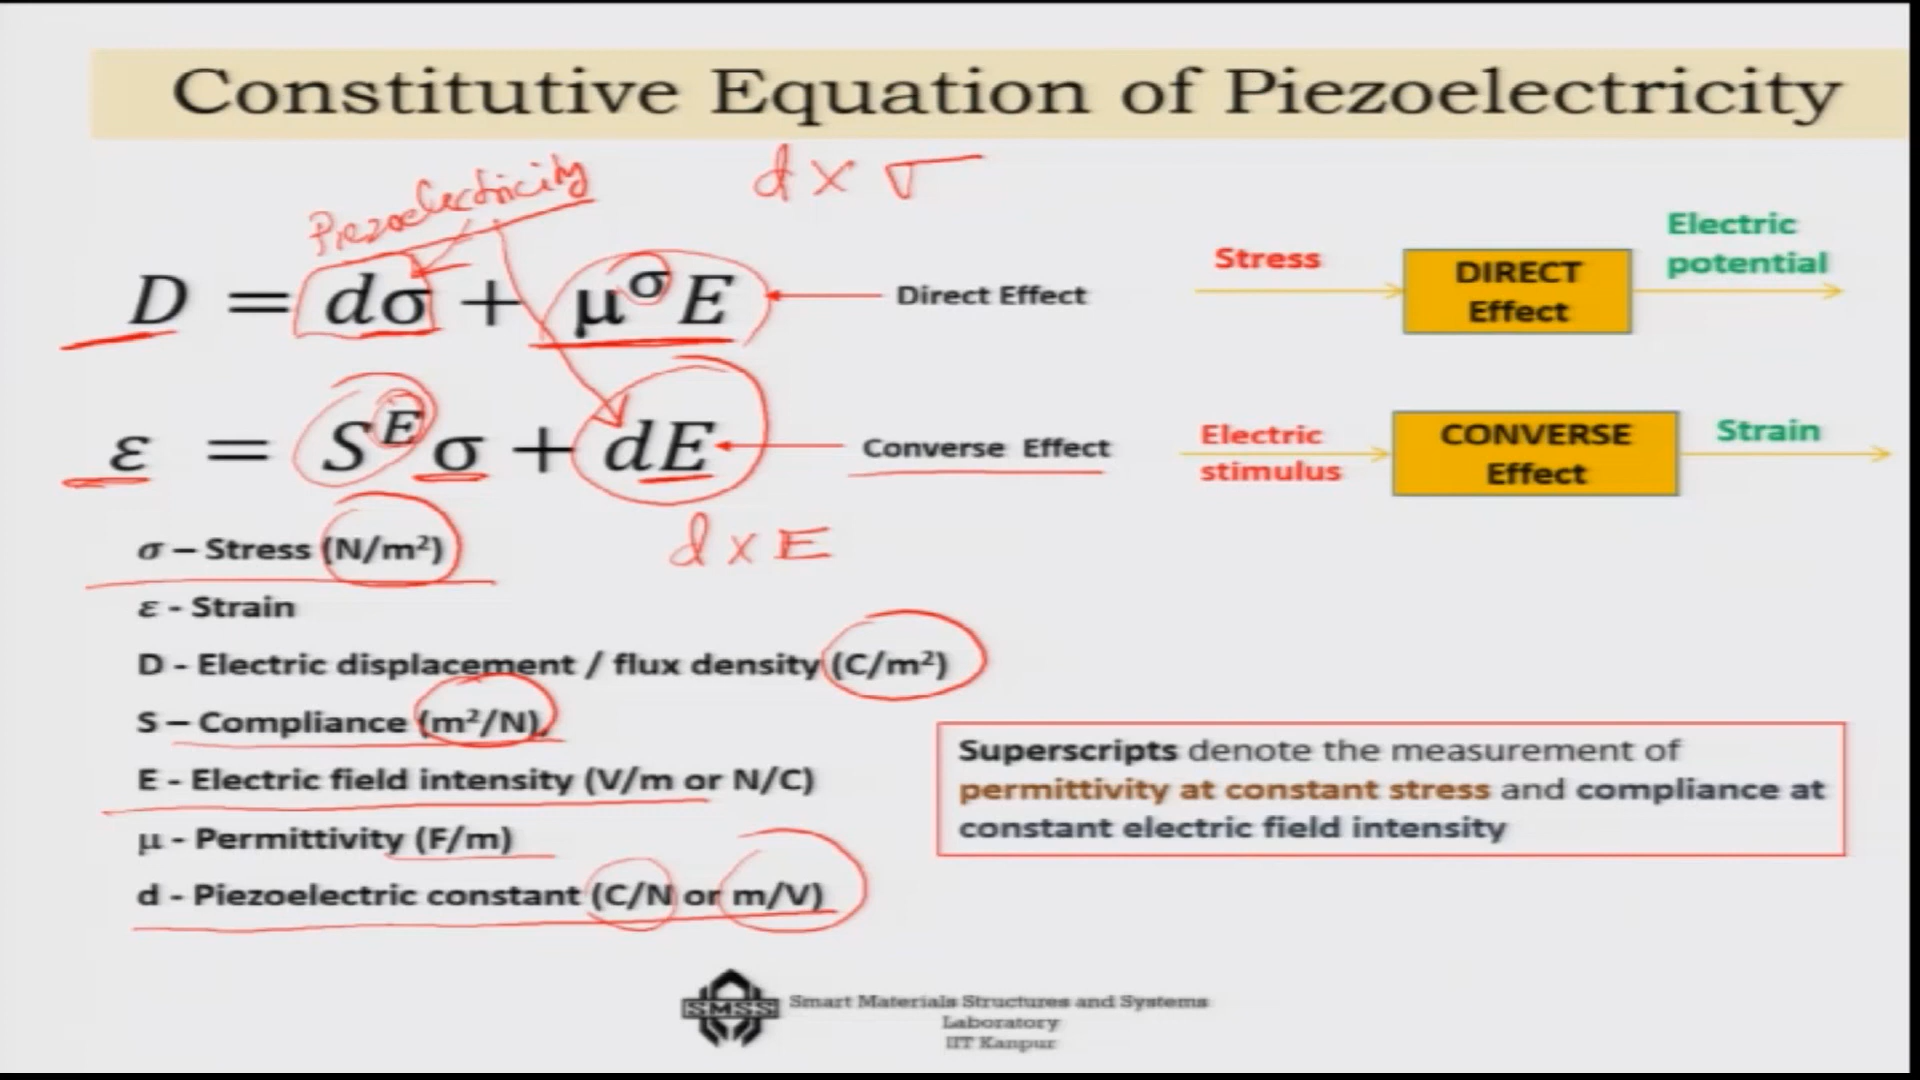 Constitutive Equation of Piezoelectricity
Piezoelectricity
d x σ
D = dσ + μ^σ E
Direct Effect
Stress
DIRECT
Effect
Electric
potential
ε = S^E σ + dE
Converse Effect
Electric
stimulus
CONVERSE
Effect
Strain
d x E
σ – Stress (N/m²)
ε - Strain
D - Electric displacement / flux density (C/m²)
S – Compliance (m²/N),
E - Electric field intensity (V/m or N/C)
μ - Permittivity (F/m)
d - Piezoelectric constant (C/N or m/V)
Superscripts denote the measurement of
permittivity at constant stress and compliance at
constant electric field intensity
SMSS
Smart Materials Structures and Systems
Laboratory
IIT Kanpur